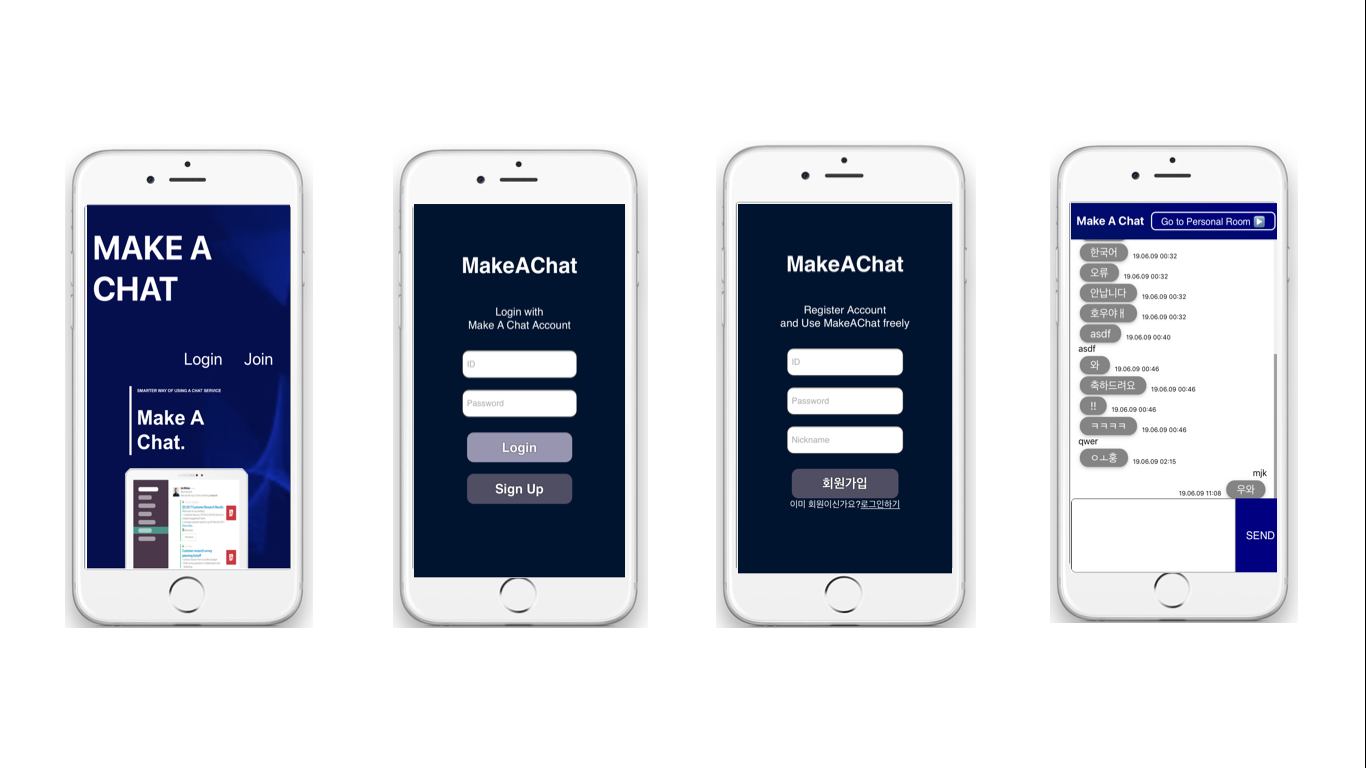 MAKE A
CHAT
Login Join
SMARTER WAY OF USING A CHAT SERVICE
Make A
Chat.
MakeAChat
Login with
Make A Chat Account
ID
Password
Login
Sign Up
MakeAChat
Register Account
and Use MakeAChat freely
ID
Password
Nickname
회원가입
이미 회원이신가요?로그인하기
Make A Chat Go to Personal Room ▶️
한국어 19.06.09 00:32
오류 19.06.09 00:32
안납니다 19.06.09 00:32
호우야ㅐ 19.06.09 00:32
asdf 19.06.09 00:40
asdf
와 19.06.09 00:46
축하드려요 19.06.09 00:46
!! 19.06.09 00:46
ㅋㅋㅋㅋ 19.06.09 00:46
qwer
ㅇㅗ홍 19.06.09 02:15
mjk
19.06.09 11:08 우와
SEND